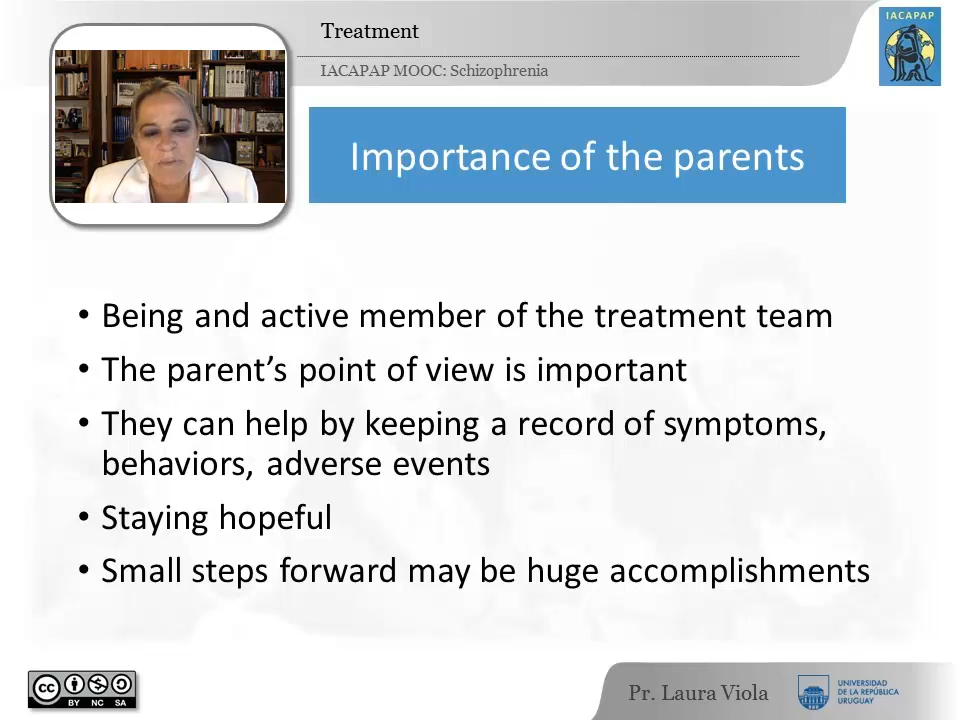 Treatment
IACAPAP MOOC: Schizophrenia
IACAPAP
Importance of the parents
• Being and active member of the treatment team
• The parent’s point of view is important
• They can help by keeping a record of symptoms,
behaviors, adverse events
• Staying hopeful
• Small steps forward may be huge accomplishments
cc
BY NC SA
Pr. Laura Viola
UNIVERSIDAD
DE LA REPÚBLICA
URUGUAY